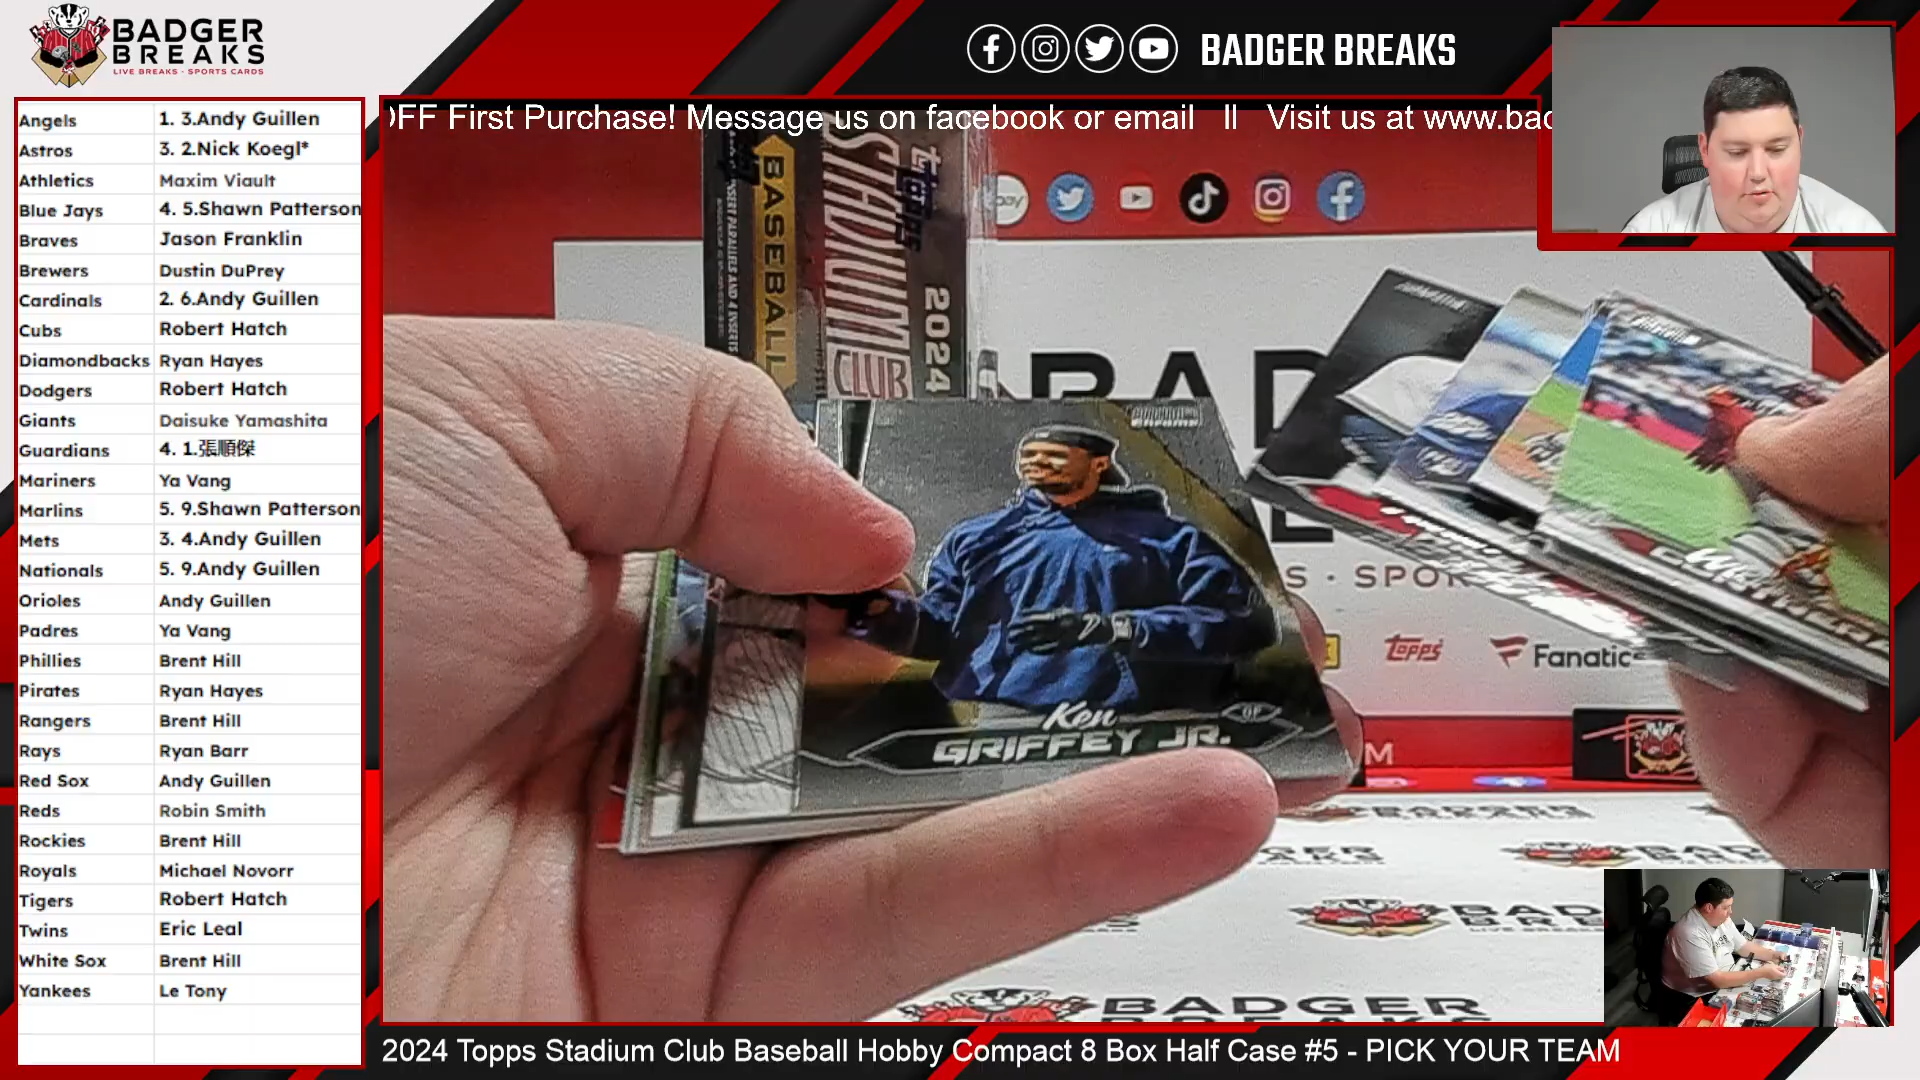 BADGER
BREAKS
LIVE BREAKS - SPORTS CARDS
BADGER BREAKS
OFF First Purchase! Message us on facebook or email ll Visit us at www.bad
Angels 1. 3.Andy Guillen
Astros 3. 2.Nick Koegl*
Athletics Maxim Viault
Blue Jays 4. 5.Shawn Patterson
Braves Jason Franklin
Brewers Dustin DuPrey
Cardinals 2. 6.Andy Guillen
Cubs Robert Hatch
Diamondbacks Ryan Hayes
Dodgers Robert Hatch
Giants Daisuke Yamashita
Guardians 4. 1.張順傑
Mariners Ya Vang
Marlins 5. 9.Shawn Patterson
Mets 3. 4.Andy Guillen
Nationals 5. 9.Andy Guillen
Orioles Andy Guillen
Padres Ya Vang
Phillies Brent Hill
Pirates Ryan Hayes
Rangers Brent Hill
Rays Ryan Barr
Red Sox Andy Guillen
Reds Robin Smith
Rockies Brent Hill
Royals Michael Novorr
Tigers Robert Hatch
Twins Eric Leal
White Sox Brent Hill
Yankees Le Tony
BASEBALL
topps
STADIUM
CLUB
2024
BAD
S · SPOR
topps
Fanatics
Ken
GRIFFEY JR.
OF
BADGER
BREAKS
2024 Topps Stadium Club Baseball Hobby Compact 8 Box Half Case #5 - PICK YOUR TEAM